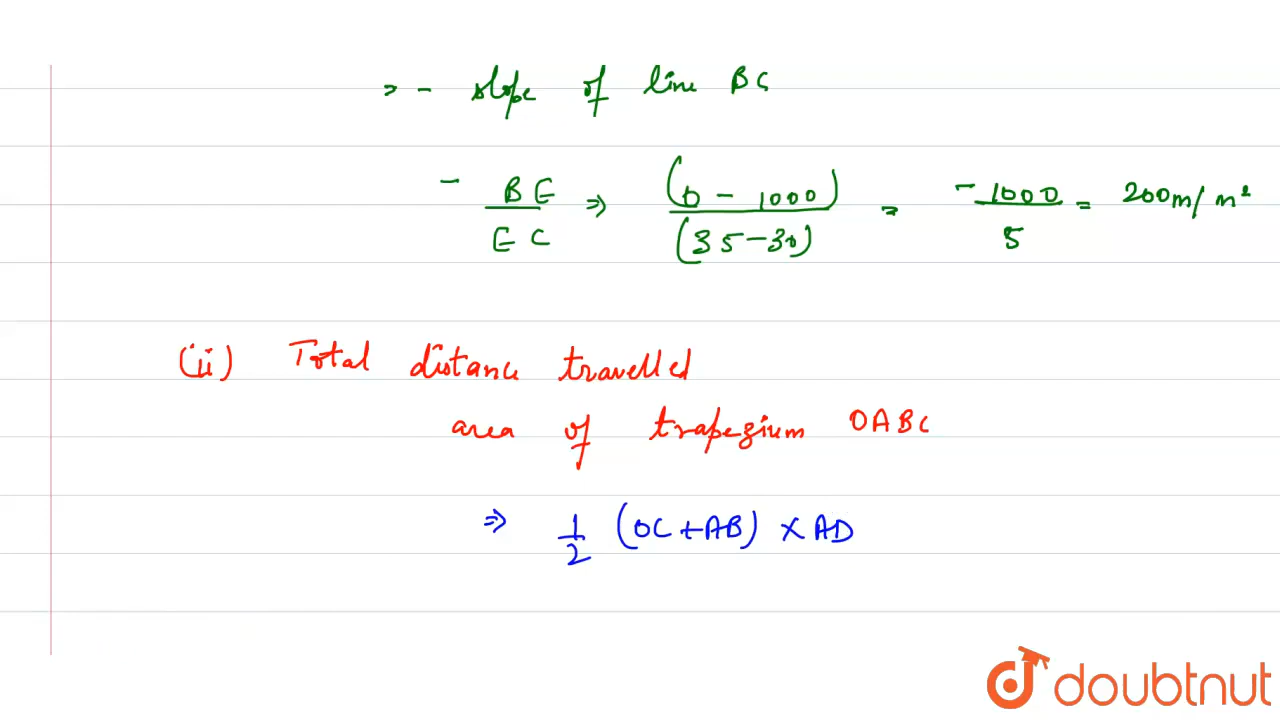 ⇒ - slope of line BC
- BE/EC ⇒ (0 - 1000)/(35-30) = -1000/5 = 200m/m²
(ii) Total distance travelled
area of trapezium OABC
⇒ 1/2 (OC+AB) × AD
doubtnut